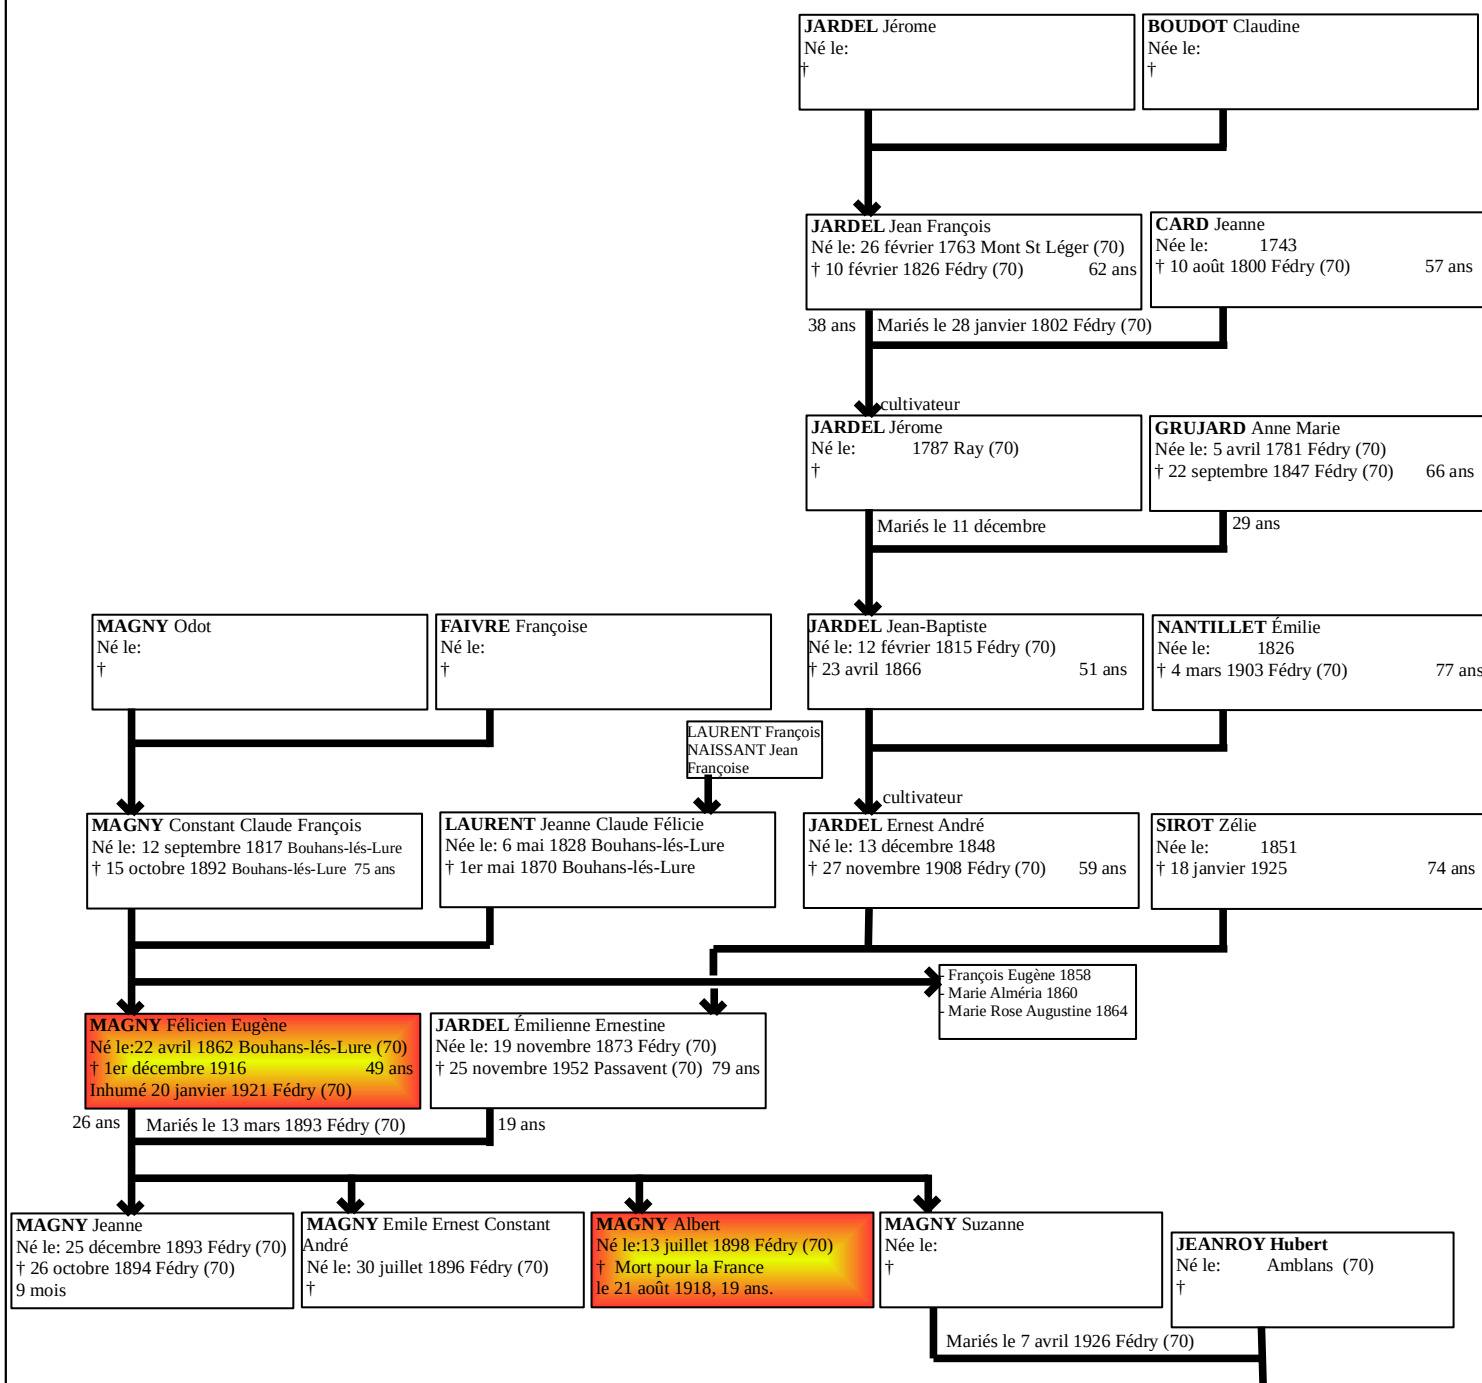 JARDEL Jérome
Né le:
†
BOUDOT Claudine
Née le:
†
JARDEL Jean François
Né le: 26 février 1763 Mont St Léger (70)
† 10 février 1826 Fédry (70) 62 ans
CARD Jeanne
Née le: 1743
† 10 août 1800 Fédry (70) 57 ans
38 ans Mariés le 28 janvier 1802 Fédry (70)
cultivateur
JARDEL Jérome
Né le: 1787 Ray (70)
†
GRUJARD Anne Marie
Née le: 5 avril 1781 Fédry (70)
† 22 septembre 1847 Fédry (70) 66 ans
Mariés le 11 décembre
29 ans
MAGNY Odot
Né le:
†
FAIVRE Françoise
Né le:
†
JARDEL Jean-Baptiste
Né le: 12 février 1815 Fédry (70)
† 23 avril 1866 51 ans
NANTILLET Émilie
Née le: 1826
† 4 mars 1903 Fédry (70) 77 ans
LAURENT François
NAISSANT Jean
Françoise
cultivateur
MAGNY Constant Claude François
Né le: 12 septembre 1817 Bouhans-lés-Lure
† 15 octobre 1892 Bouhans-lés-Lure 75 ans
LAURENT Jeanne Claude Félicie
Née le: 6 mai 1828 Bouhans-lés-Lure
† 1er mai 1870 Bouhans-lés-Lure
JARDEL Ernest André
Né le: 13 décembre 1848
† 27 novembre 1908 Fédry (70) 59 ans
SIROT Zélie
Née le: 1851
† 18 janvier 1925 74 ans
- François Eugène 1858
- Marie Alméria 1860
- Marie Rose Augustine 1864
MAGNY Félicien Eugène
Né le:22 avril 1862 Bouhans-lés-Lure (70)
† 1er décembre 1916 49 ans
Inhumé 20 janvier 1921 Fédry (70)
JARDEL Émilienne Ernestine
Née le: 19 novembre 1873 Fédry (70)
† 25 novembre 1952 Passavent (70) 79 ans
26 ans Mariés le 13 mars 1893 Fédry (70)
19 ans
MAGNY Jeanne
Né le: 25 décembre 1893 Fédry (70)
† 26 octobre 1894 Fédry (70)
9 mois
MAGNY Emile Ernest Constant
André
Né le: 30 juillet 1896 Fédry (70)
†
MAGNY Albert
Né le:13 juillet 1898 Fédry (70)
† Mort pour la France
le 21 août 1918, 19 ans.
MAGNY Suzanne
Née le:
†
JEANROY Hubert
Né le: Amblans (70)
†
Mariés le 7 avril 1926 Fédry (70)